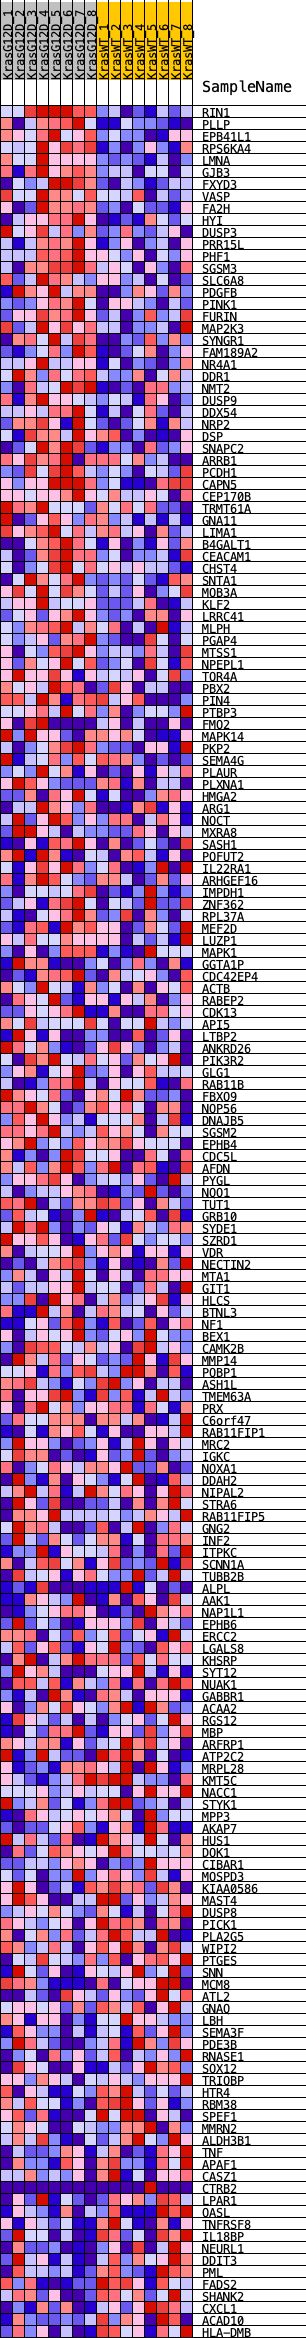 KrasG12D_1
KrasG12D_2
KrasG12D_3
KrasG12D_4
KrasG12D_5
KrasG12D_6
KrasG12D_7
KrasG12D_8
KrasWT_1
KrasWT_2
KrasWT_3
KrasWT_4
KrasWT_5
KrasWT_6
KrasWT_7
KrasWT_8
SampleName
RIN1
PLLP
EPB41L1
RPS6KA4
LMNA
GJB3
FXYD3
VASP
FA2H
HYI
DUSP3
PRR15L
PHF1
SGSM3
SLC6A8
PDGFB
PINK1
FURIN
MAP2K3
SYNGR1
FAM189A2
NR4A1
DDR1
NMT2
DUSP9
DDX54
NRP2
DSP
SNAPC2
ARRB1
PCDH1
CAPN5
CEP170B
TRMT61A
GNA11
LIMA1
B4GALT1
CEACAM1
CHST4
SNTA1
MOB3A
KLF2
LRRC41
MLPH
PGAP4
MTSS1
NPEPL1
TOR4A
PBX2
PIN4
PTBP3
FMO2
MAPK14
PKP2
SEMA4G
PLAUR
PLXNA1
HMGA2
ARG1
NOCT
MXRA8
SASH1
POFUT2
IL22RA1
ARHGEF16
IMPDH1
ZNF362
RPL37A
MEF2D
LUZP1
MAPK1
GGTA1P
CDC42EP4
ACTB
RABEP2
CDK13
API5
LTBP2
ANKRD26
PIK3R2
GLG1
RAB11B
FBXO9
NOP56
DNAJB5
SGSM2
EPHB4
CDC5L
AFDN
PYGL
NQO1
TUT1
GRB10
SYDE1
SZRD1
VDR
NECTIN2
MTA1
GIT1
HLCS
BTNL3
NF1
BEX1
CAMK2B
MMP14
PQBP1
ASH1L
TMEM63A
PRX
C6orf47
RAB11FIP1
MRC2
IGKC
NOXA1
DDAH2
NIPAL2
STRA6
RAB11FIP5
GNG2
INF2
ITPKC
SCNN1A
TUBB2B
ALPL
AAK1
NAP1L1
EPHB6
ERCC2
LGALS8
KHSRP
SYT12
NUAK1
GABBR1
ACAA2
RGS12
MBP
ARFRP1
ATP2C2
MRPL28
KMT5C
NACC1
STYK1
MPP3
AKAP7
HUS1
DOK1
CIBAR1
MOSPD3
KIAA0586
MAST4
DUSP8
PICK1
PLA2G5
WIPI2
PTGES
SNN
MCM8
ATL2
GNAQ
LBH
SEMA3F
PDE3B
RNASE1
SOX12
TRIOBP
HTR4
RBM38
SPEF1
MMRN2
ALDH3B1
TNF
APAF1
CASZ1
CTRB2
LPAR1
OASL
TNFRSF8
IL18BP
NEURL1
DDIT3
PML
FADS2
SHANK2
CXCL1
ACAD10
HLA-DMB